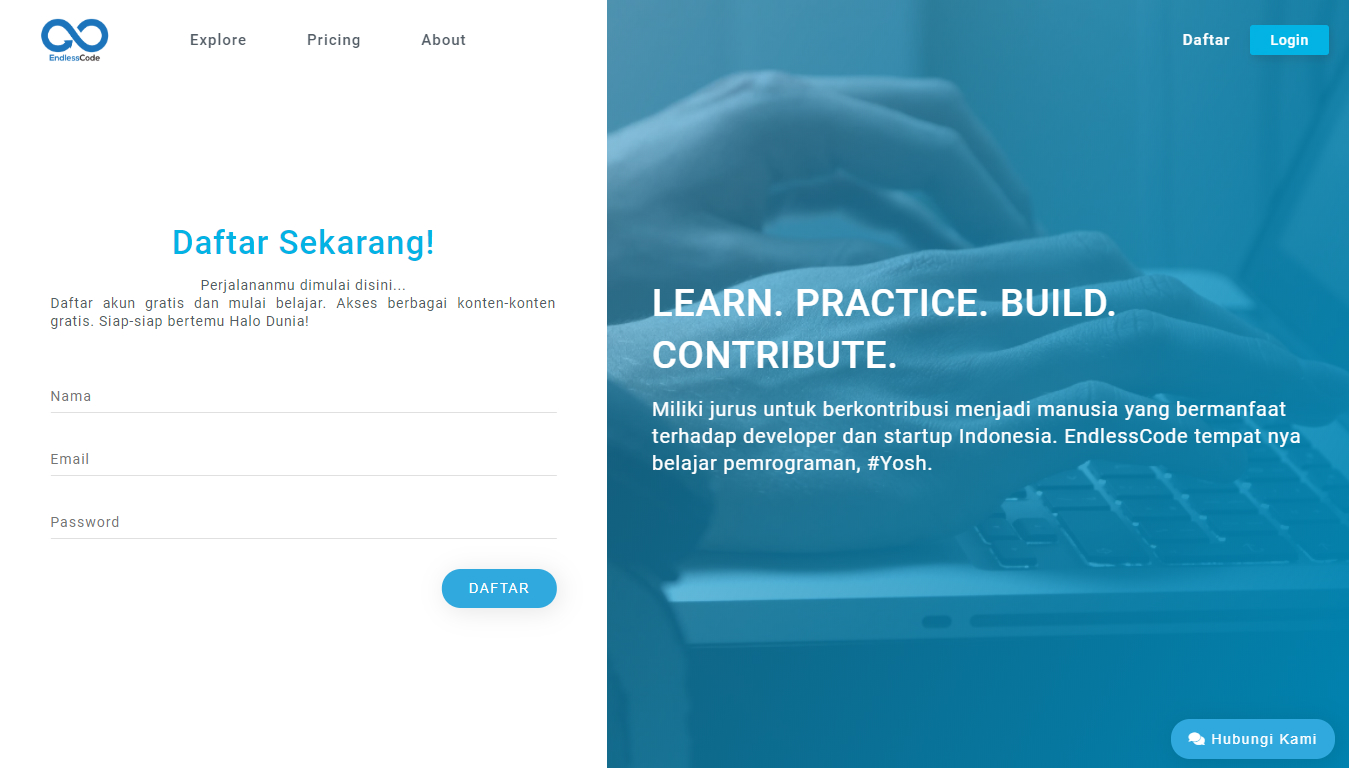 EndlessCode
Explore
Pricing
About
Daftar
Login
Daftar Sekarang!
Perjalananmu dimulai disini...
Daftar akun gratis dan mulai belajar. Akses berbagai konten-konten
gratis. Siap-siap bertemu Halo Dunia!
Nama
Email
Password
DAFTAR
LEARN. PRACTICE. BUILD.
CONTRIBUTE.
Miliki jurus untuk berkontribusi menjadi manusia yang bermanfaat
terhadap developer dan startup Indonesia. EndlessCode tempat nya
belajar pemrograman, #Yosh.
Hubungi Kami